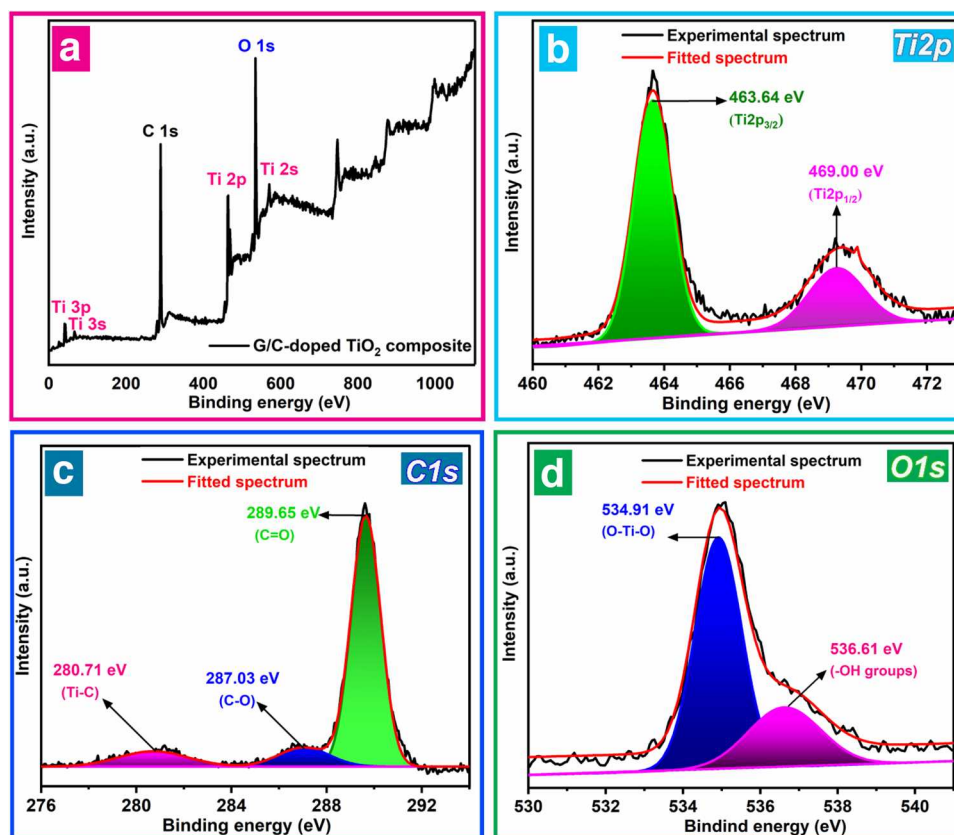 a
O 1s
C 1s
Ti 2p
Ti 2s
Ti 3p
Ti 3s
G/C-doped TiO2 composite
Intensity (a.u.)
0 200 400 600 800 1000
Binding energy (eV)
b
Experimental spectrum
Fitted spectrum
Ti2p
463.64 eV
(Ti2p3/2)
469.00 eV
(Ti2p1/2)
Intensity (a.u.)
460 462 464 466 468 470 472
Binding energy (eV)
c
Experimental spectrum
Fitted spectrum
C1s
289.65 eV
(C=O)
280.71 eV
(Ti-C)
287.03 eV
(C-O)
Intensity (a.u.)
276 280 284 288 292
Binding energy (eV)
d
Experimental spectrum
Fitted spectrum
O1s
534.91 eV
(O-Ti-O)
536.61 eV
(-OH groups)
Intensity (a.u.)
530 532 534 536 538 540
Bindind energy (eV)